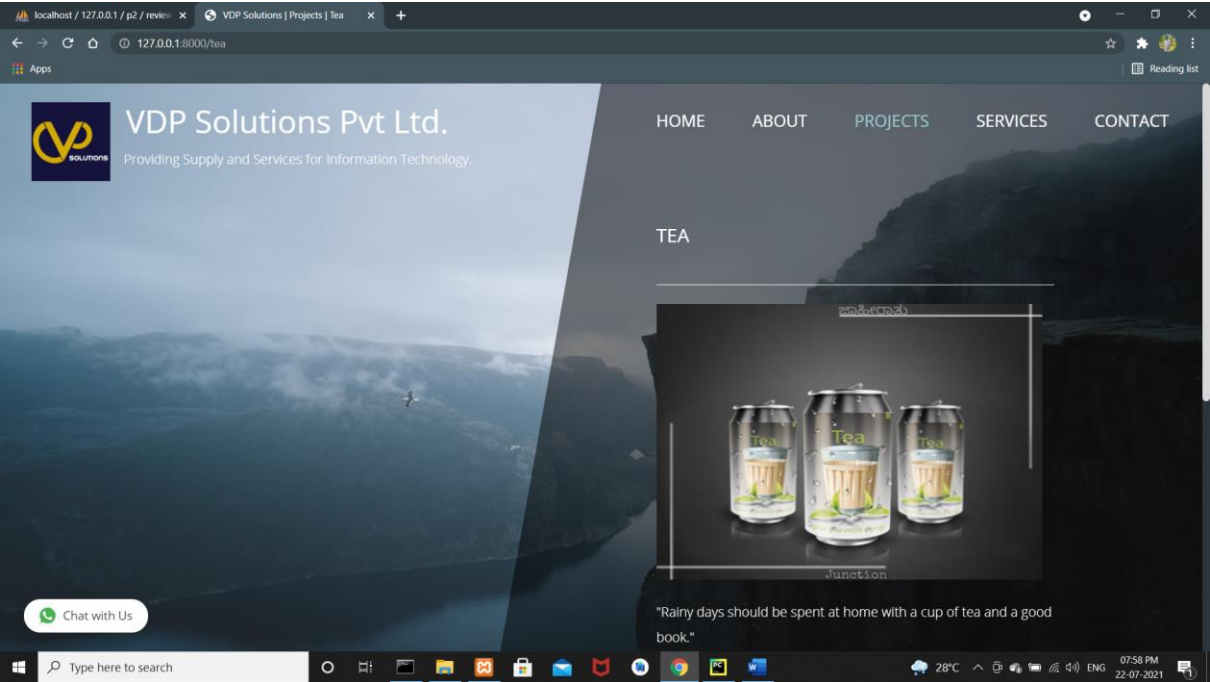 localhost / 127.0.0.1 / p2 / review
VDP Solutions | Projects | Tea
127.0.0.1:8000/tea
Apps
Reading list
SOLUTIONS
VDP Solutions Pvt Ltd.
Providing Supply and Services for Information Technology.
HOME ABOUT PROJECTS SERVICES CONTACT
TEA
ಜಾಹೀರಾತು
Tea Tea Tea
Junction
"Rainy days should be spent at home with a cup of tea and a good
book."
Chat with Us
Type here to search
28°C
ENG
07:58 PM
22-07-2021